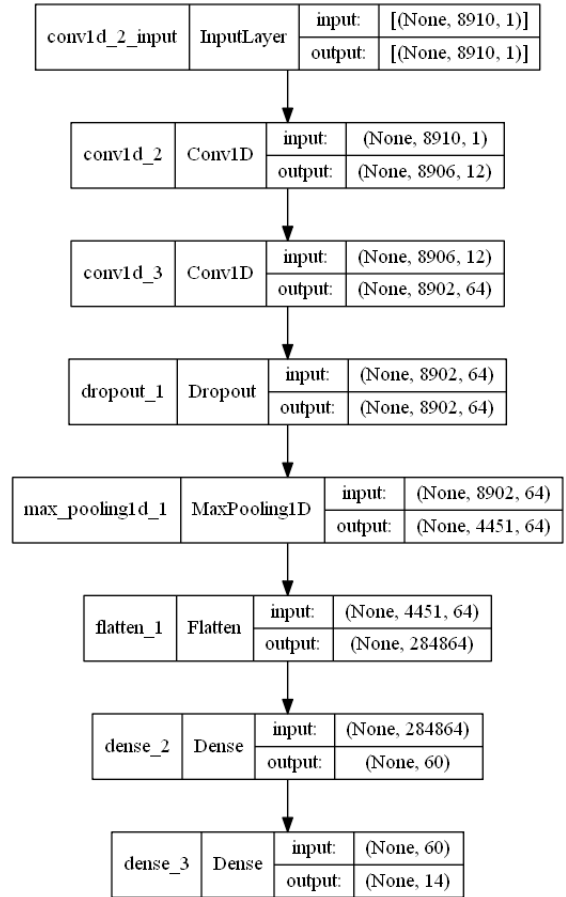 conv1d_2_input InputLayer input: [(None, 8910, 1)]
output: [(None, 8910, 1)]
conv1d_2 Conv1D input: (None, 8910, 1)
output: (None, 8906, 12)
conv1d_3 Conv1D input: (None, 8906, 12)
output: (None, 8902, 64)
dropout_1 Dropout input: (None, 8902, 64)
output: (None, 8902, 64)
max_pooling1d_1 MaxPooling1D input: (None, 8902, 64)
output: (None, 4451, 64)
flatten_1 Flatten input: (None, 4451, 64)
output: (None, 284864)
dense_2 Dense input: (None, 284864)
output: (None, 60)
dense_3 Dense input: (None, 60)
output: (None, 14)